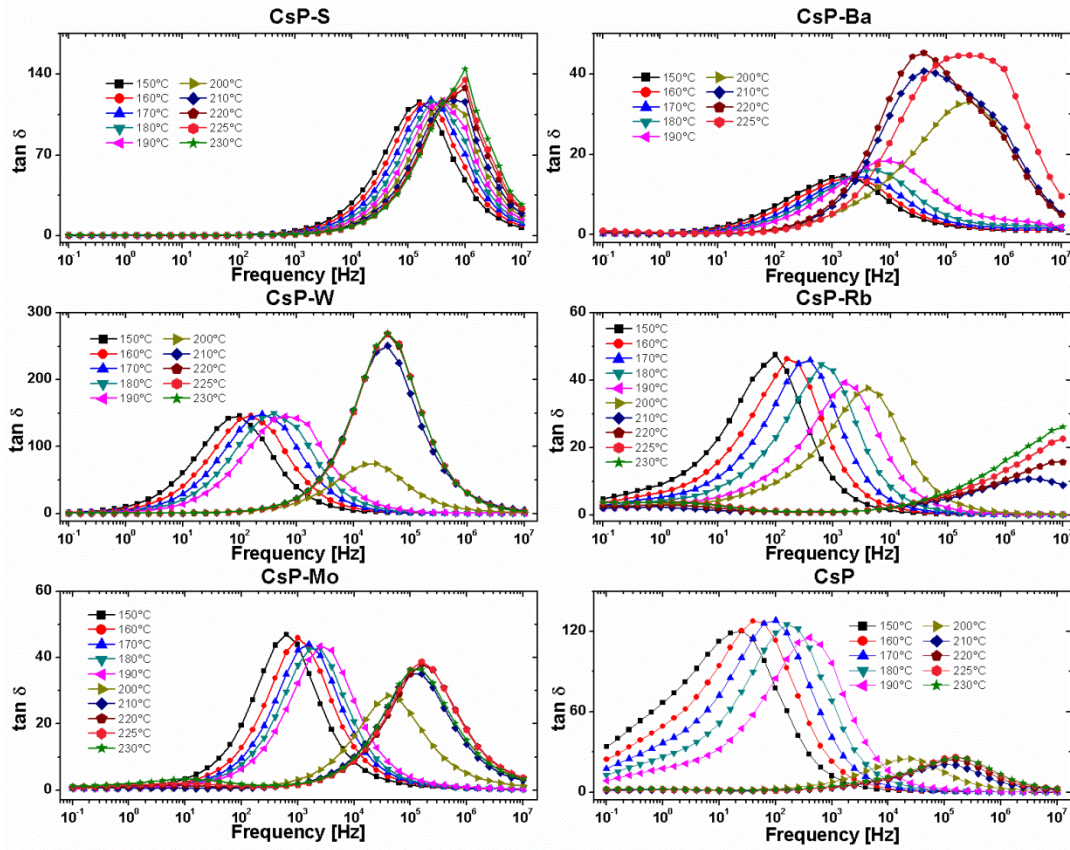 CsP-S
140
70
0
tan δ
150°C 200°C
160°C 210°C
170°C 220°C
180°C 225°C
190°C 230°C
10⁻¹ 10⁰ 10¹ 10² 10³ 10⁴ 10⁵ 10⁶ 10⁷
Frequency [Hz]
CsP-Ba
40
20
0
tan δ
150°C 200°C
160°C 210°C
170°C 220°C
180°C 225°C
190°C
10⁻¹ 10⁰ 10¹ 10² 10³ 10⁴ 10⁵ 10⁶ 10⁷
Frequency [Hz]
CsP-W
300
200
100
0
tan δ
150°C 200°C
160°C 210°C
170°C 220°C
180°C 225°C
190°C 230°C
10⁻¹ 10⁰ 10¹ 10² 10³ 10⁴ 10⁵ 10⁶ 10⁷
Frequency [Hz]
CsP-Rb
60
40
20
0
tan δ
150°C
160°C
170°C
180°C
190°C
200°C
210°C
220°C
225°C
230°C
10⁻¹ 10⁰ 10¹ 10² 10³ 10⁴ 10⁵ 10⁶ 10⁷
Frequency [Hz]
CsP-Mo
60
40
20
0
tan δ
150°C
160°C
170°C
180°C
190°C
200°C
210°C
220°C
225°C
230°C
10⁻¹ 10⁰ 10¹ 10² 10³ 10⁴ 10⁵ 10⁶ 10⁷
Frequency [Hz]
CsP
120
60
0
tan δ
150°C 200°C
160°C 210°C
170°C 220°C
180°C 225°C
190°C 230°C
10⁻¹ 10⁰ 10¹ 10² 10³ 10⁴ 10⁵ 10⁶ 10⁷
Frequency [Hz]